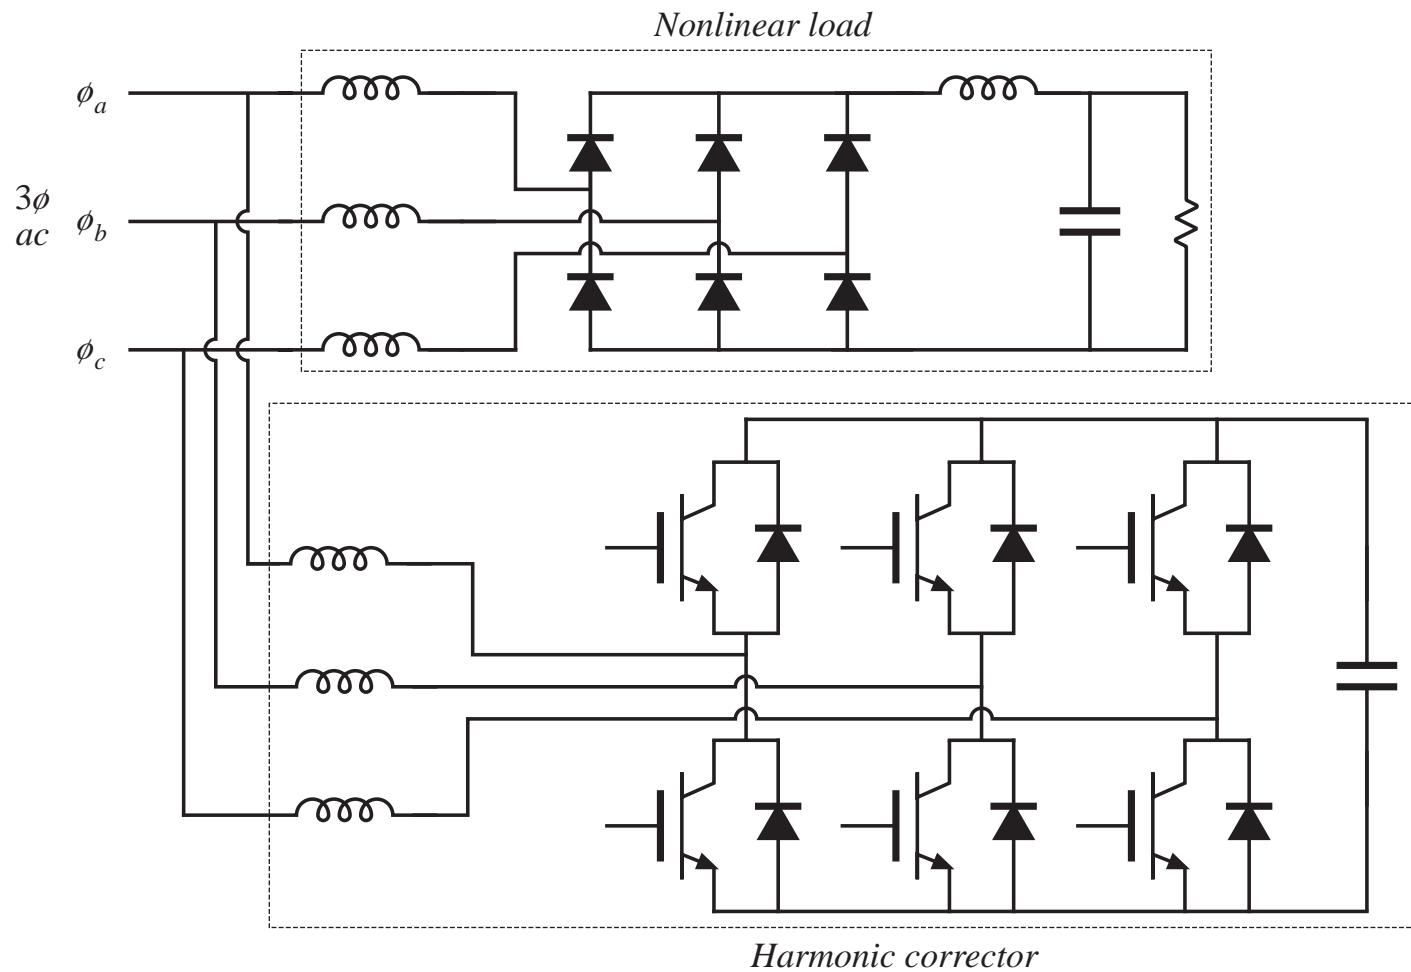 Nonlinear load
ϕa
3ϕ
ac
ϕb
ϕc
Harmonic corrector